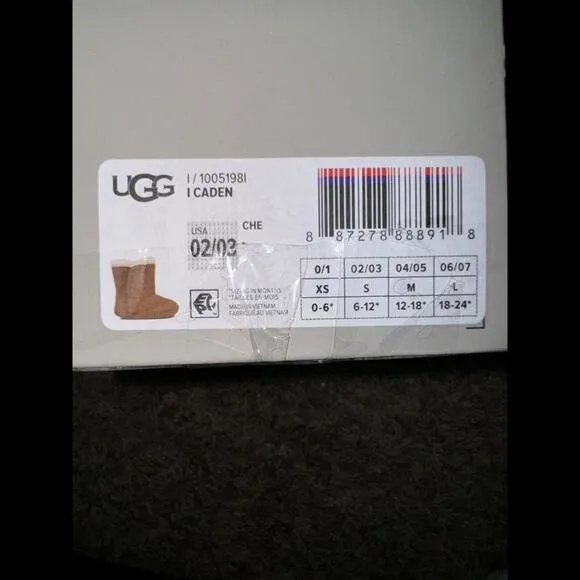 UGG
I / 1005198I
I CADEN
USA
02/03
CHE
8 87278 88891 8
0/1 02/03 04/05 06/07
XS S M L
0-6* 6-12* 12-18* 18-24*
*SIZING IN MONTHS
*TAILLES EN MOIS
MADE IN VIETNAM
FABRIQUÉ AU VIETNAM